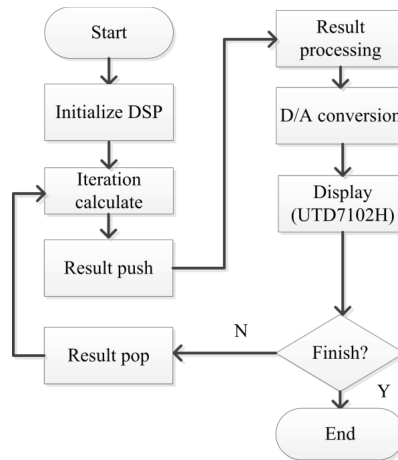 Start
Initialize DSP
Iteration
calculate
Result push
Result pop
Result
processing
D/A conversion
Display
(UTD7102H)
Finish?
N
Y
End